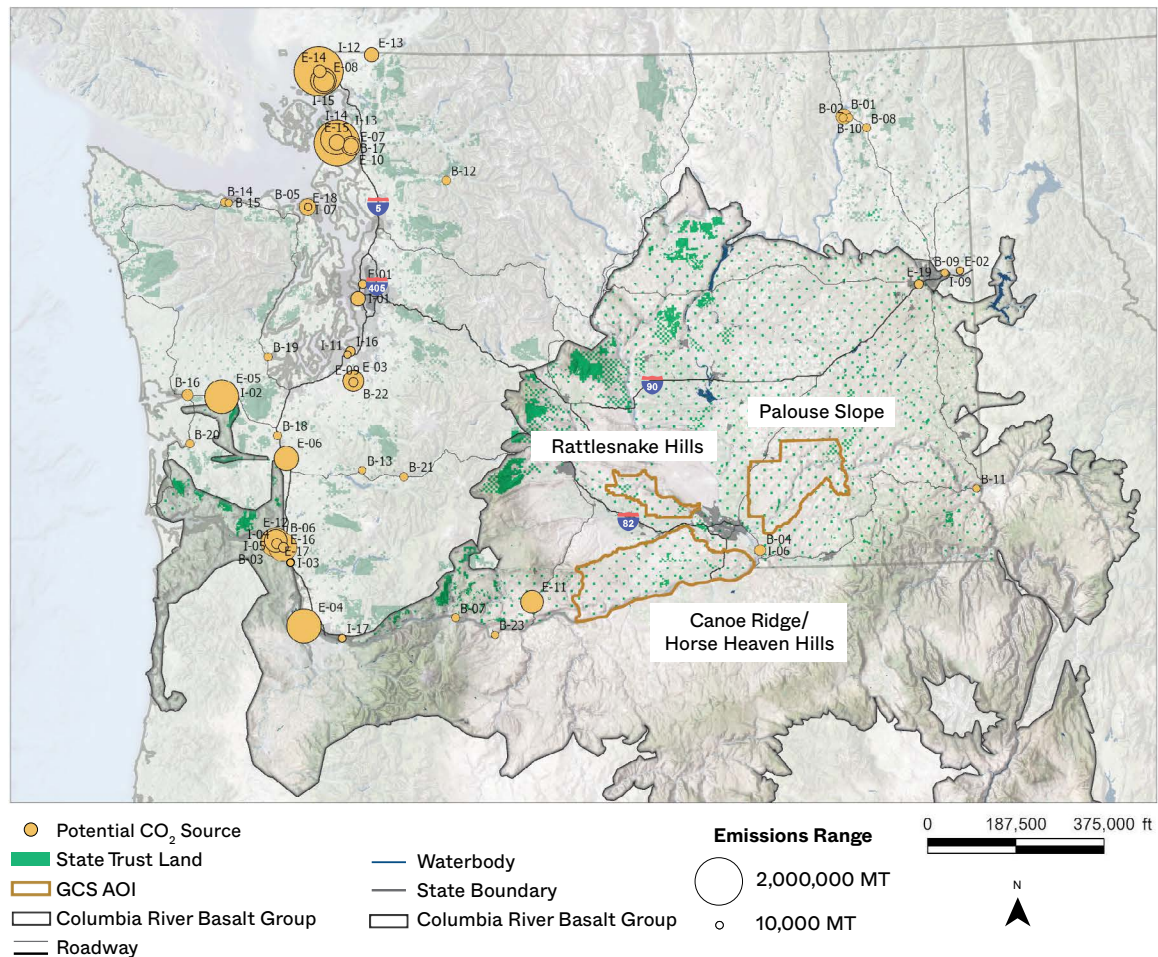 I-12
E-13
E-14
E-08
I-15
I-14
I-13
E-15
E-07
B-17
E-10
B-02
B-01
B-10
B-08
B-12
B-14
B-15
B-05
E-18
I-07
5
E-01
405
I-01
B-09
E-02
E-19
I-09
B-19
I-11
I-16
E-09
E 03
B-22
B-16
E-05
I-02
90
Palouse Slope
Rattlesnake Hills
B-20
B-18
E-06
B-13
B-21
B-11
82
E-12
B-06
I-04
E-16
I-05
E-17
B-03
I-03
B-04
I-06
E-11
E-04
I-17
B-07
B-23
Canoe Ridge/
Horse Heaven Hills
Potential CO2 Source
State Trust Land
GCS AOI
Columbia River Basalt Group
Roadway
Waterbody
State Boundary
Columbia River Basalt Group
Emissions Range
2,000,000 MT
10,000 MT
0 187,500 375,000 ft
N